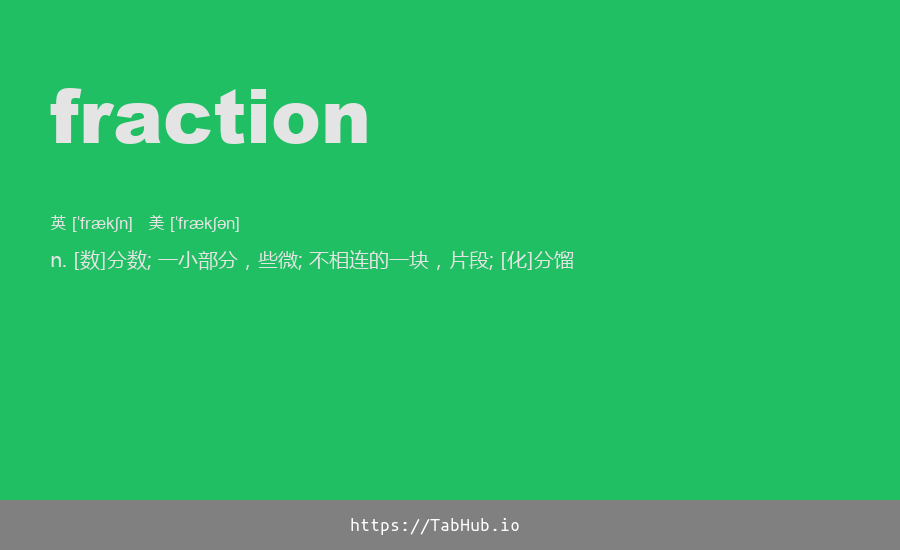 fraction
英 [ˈfrækʃn] 美 [ˈfrækʃən]
n. [数]分数; 一小部分，些微; 不相连的一块，片段; [化]分馏
https://TabHub.io